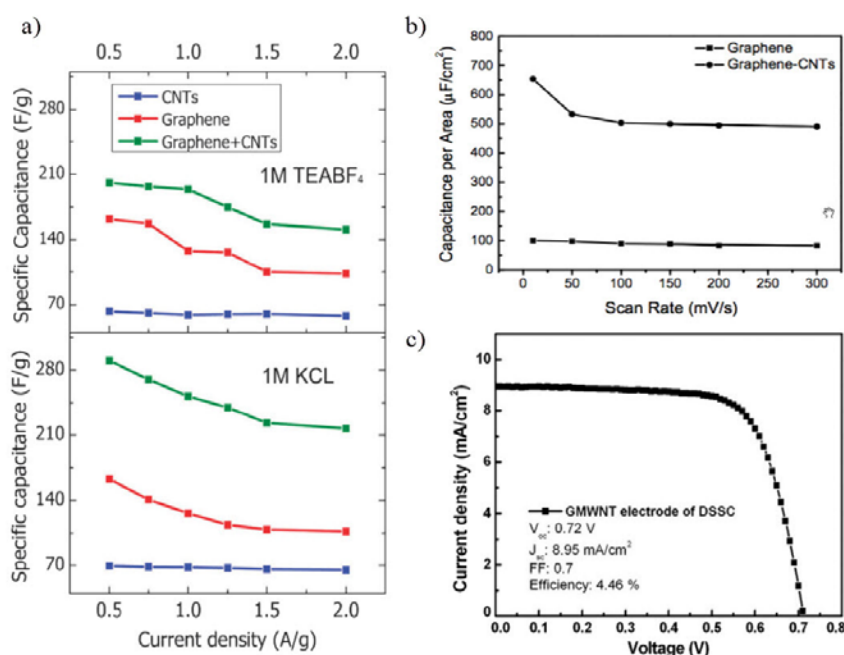 a)
0.5 1.0 1.5 2.0
CNTs
Graphene
Graphene+CNTs
1M TEABF₄
Specific Capacitance (F/g)
280
210
140
70
1M KCL
Specific capacitance (F/g)
280
210
140
70
0.5 1.0 1.5 2.0
Current density (A/g)
b)
Graphene
Graphene-CNTs
Capacitance per Area (µF/cm²)
800
700
600
500
400
300
200
100
0
0 50 100 150 200 250 300
Scan Rate (mV/s)
c)
Current density (mA/cm²)
10
8
6
4
2
0
GMWNT electrode of DSSC
Voc: 0.72 V
Jsc: 8.95 mA/cm²
FF: 0.7
Efficiency: 4.46 %
0.0 0.1 0.2 0.3 0.4 0.5 0.6 0.7 0.8
Voltage (V)